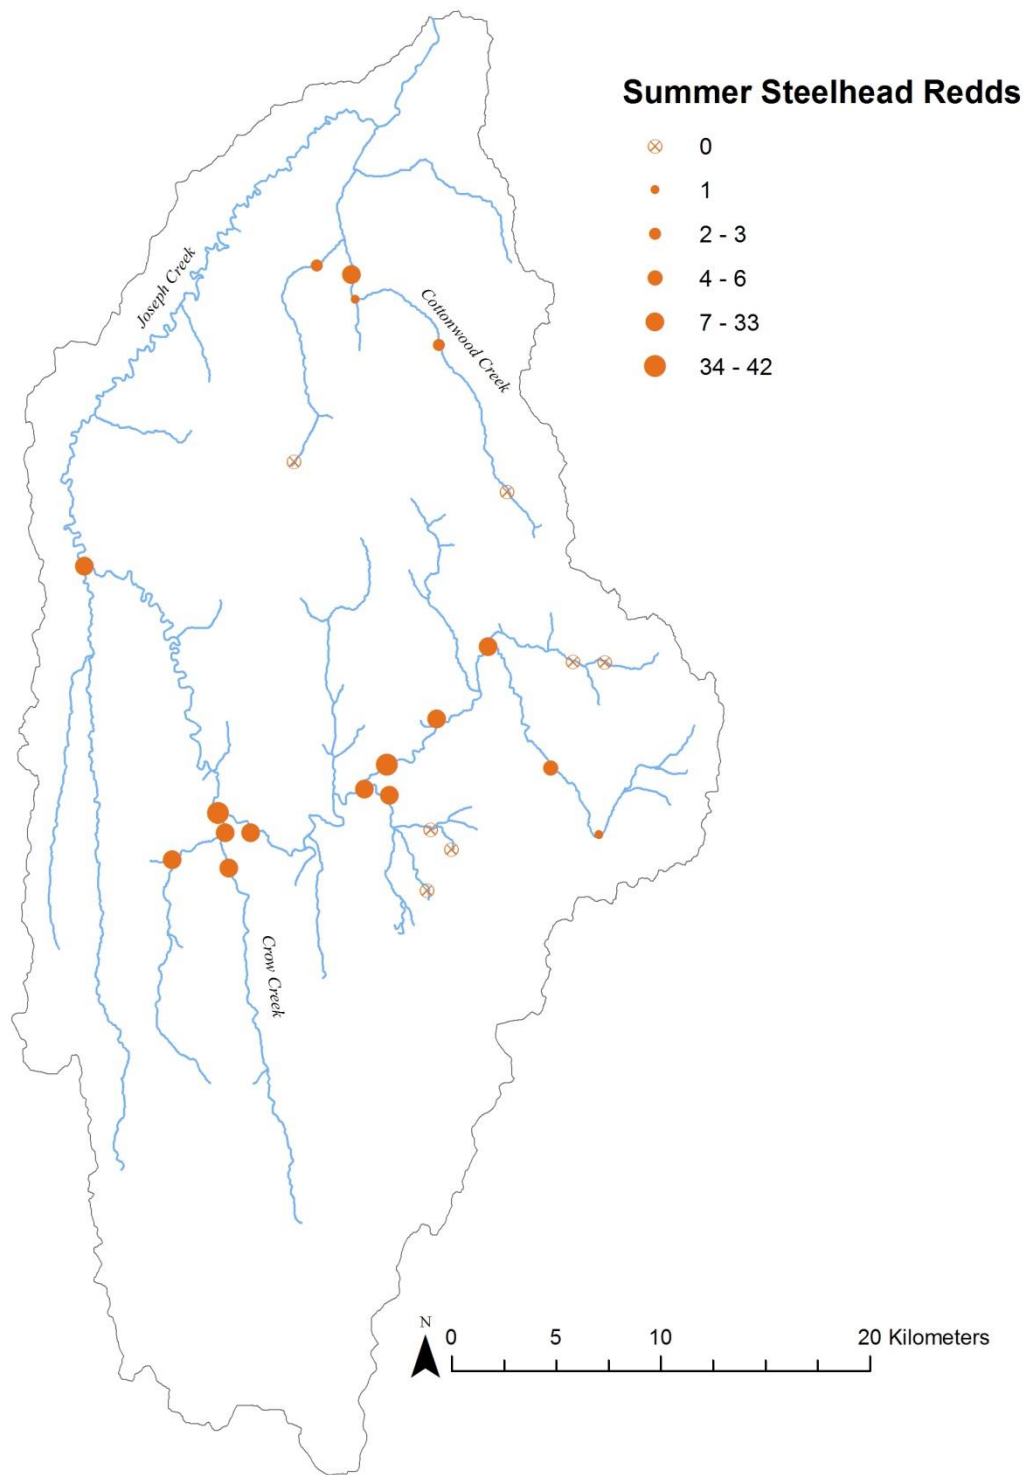 Summer Steelhead Redds
0
1
2 - 3
4 - 6
7 - 33
34 - 42
Joseph Creek
Cottonwood Creek
Crow Creek
N
0 5 10 20 Kilometers